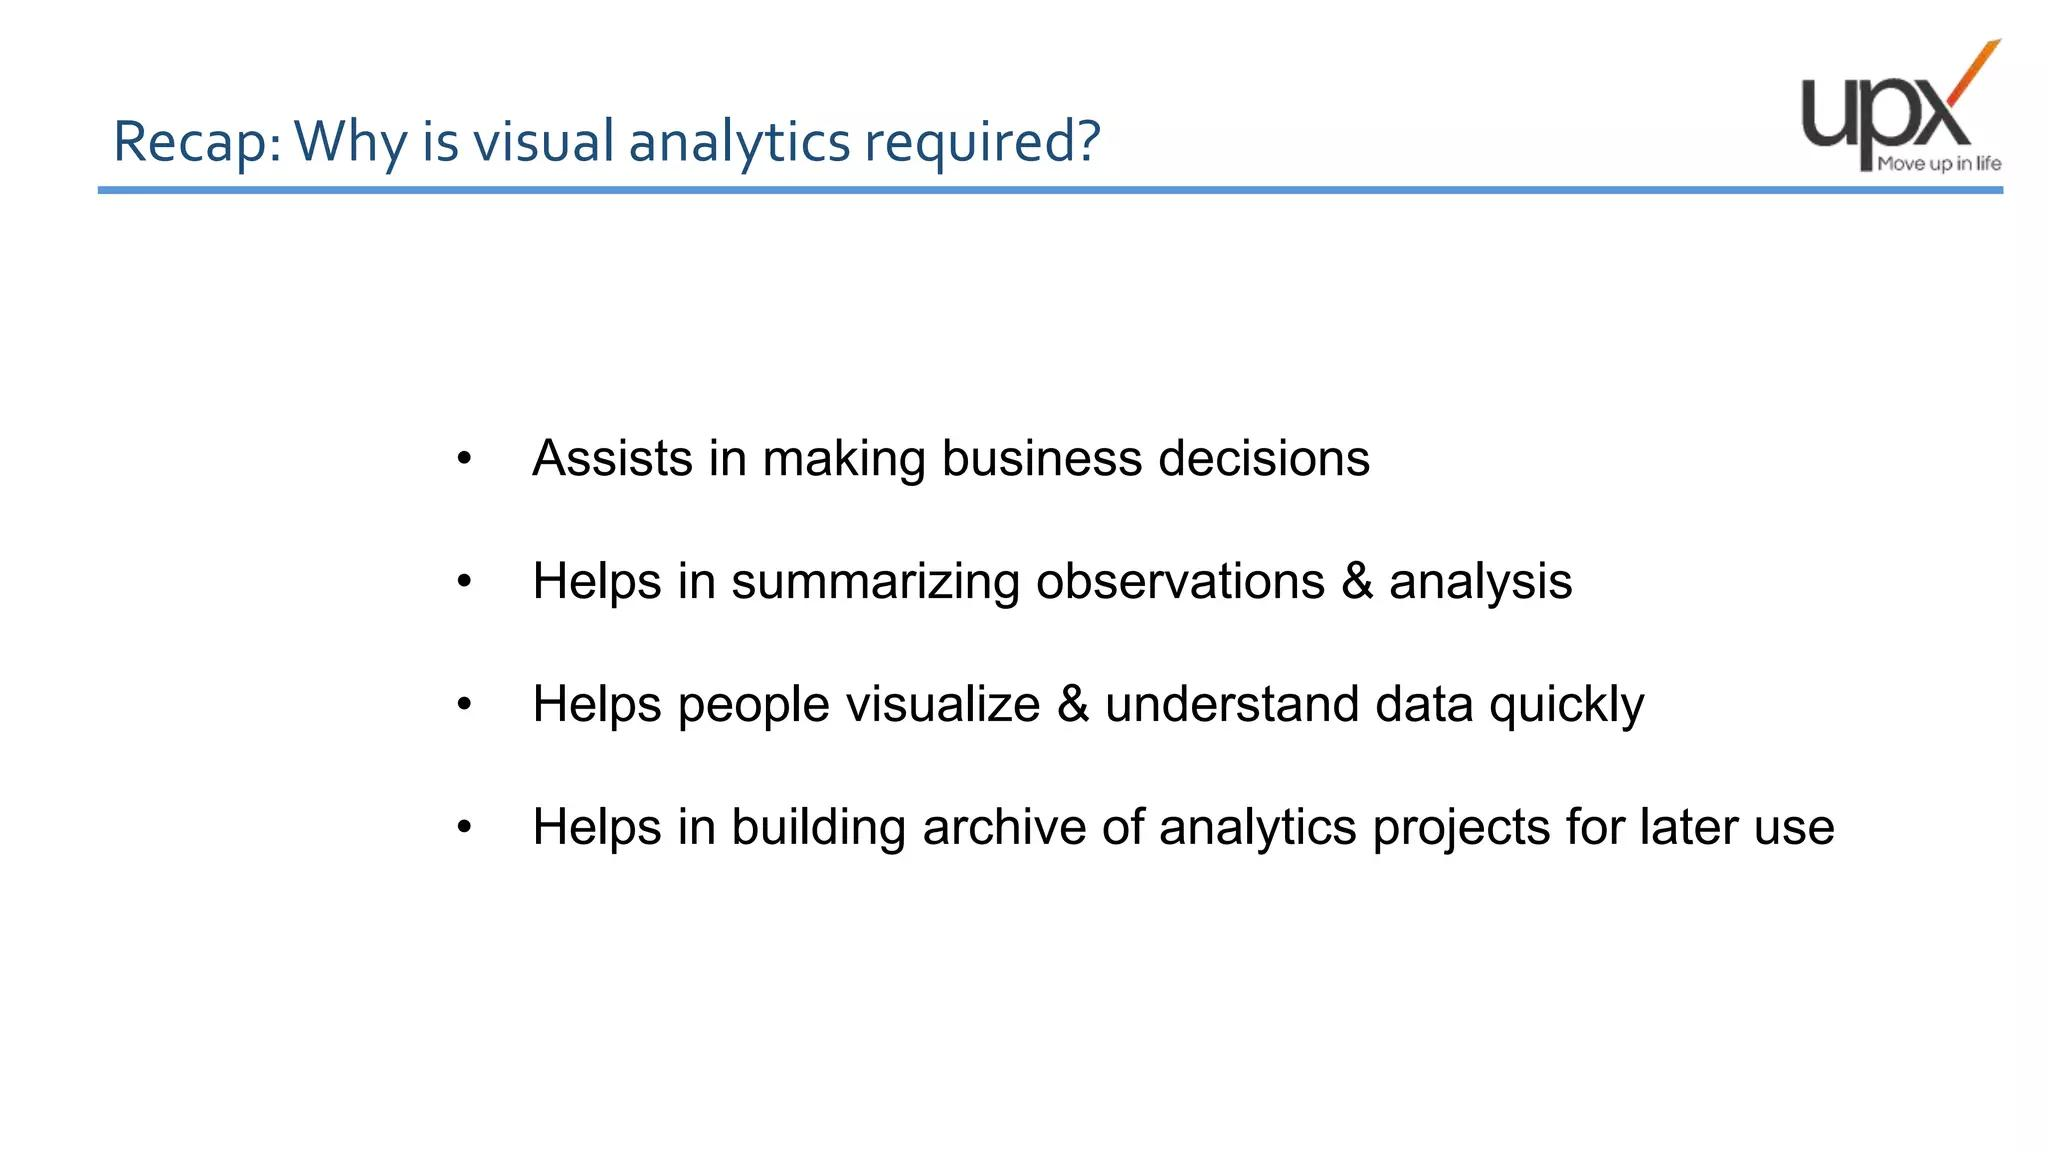 Recap: Why is visual analytics required?
upx
Move up in life
• Assists in making business decisions
• Helps in summarizing observations & analysis
• Helps people visualize & understand data quickly
• Helps in building archive of analytics projects for later use